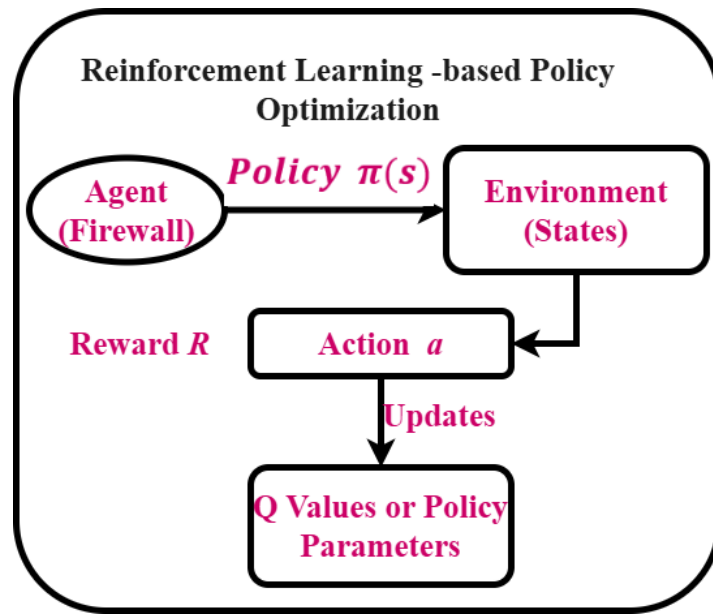 Reinforcement Learning -based Policy
Optimization
Policy π(s)
Agent
(Firewall)
Environment
(States)
Reward R
Action a
Updates
Q Values or Policy
Parameters